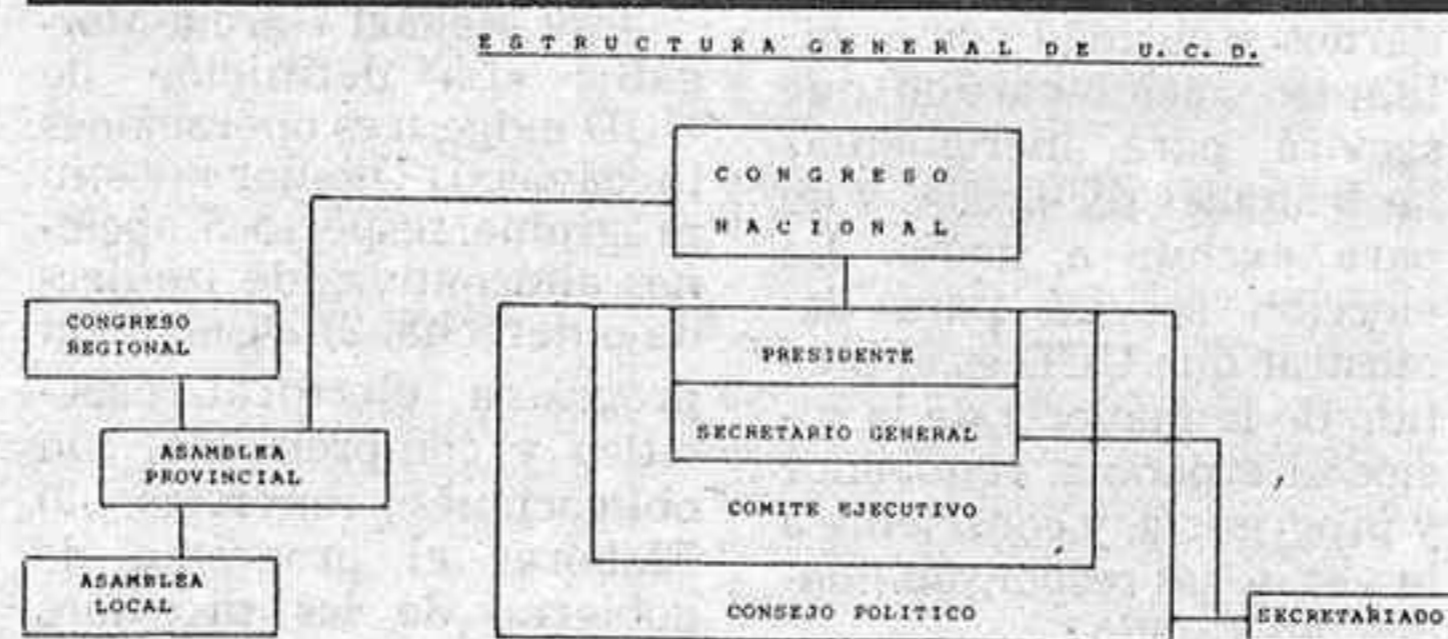 ESTRUCTURA GENERAL DE U.C.D.
CONGRESO
NACIONAL
CONGRESO
REGIONAL
PRESIDENTE
SECRETARIO GENERAL
ASAMBLEA
PROVINCIAL
COMITE EJECUTIVO
ASAMBLEA
LOCAL
CONSEJO POLITICO
SECRETARIADO